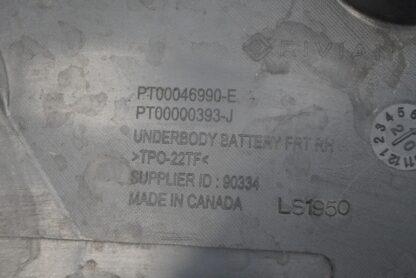 RIVIAN
PT00046990-E
PT00000393-J
UNDERBODY BATTERY FRT RH
>TPO-22TF<
SUPPLIER ID : 90334
MADE IN CANADA
LS1950